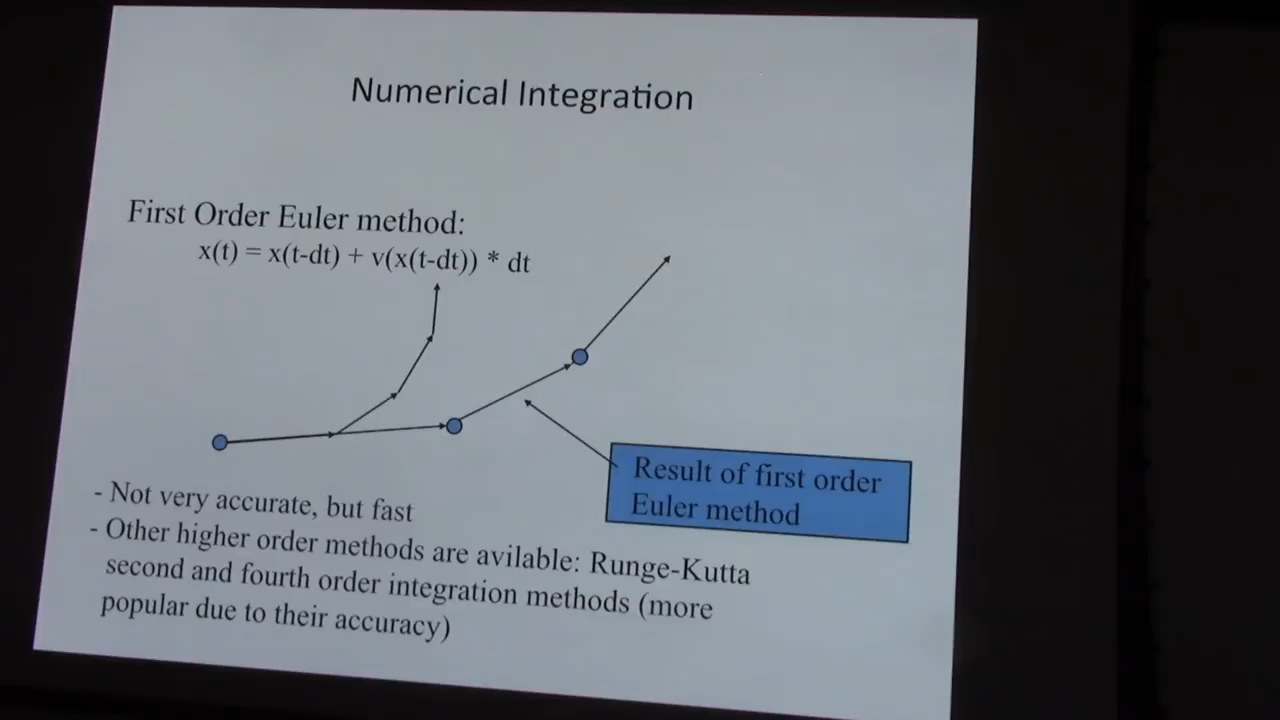 Numerical Integration
First Order Euler method:
x(t) = x(t-dt) + v(x(t-dt)) * dt
Result of first order
Euler method
- Not very accurate, but fast
- Other higher order methods are avilable: Runge-Kutta
second and fourth order integration methods (more
popular due to their accuracy)